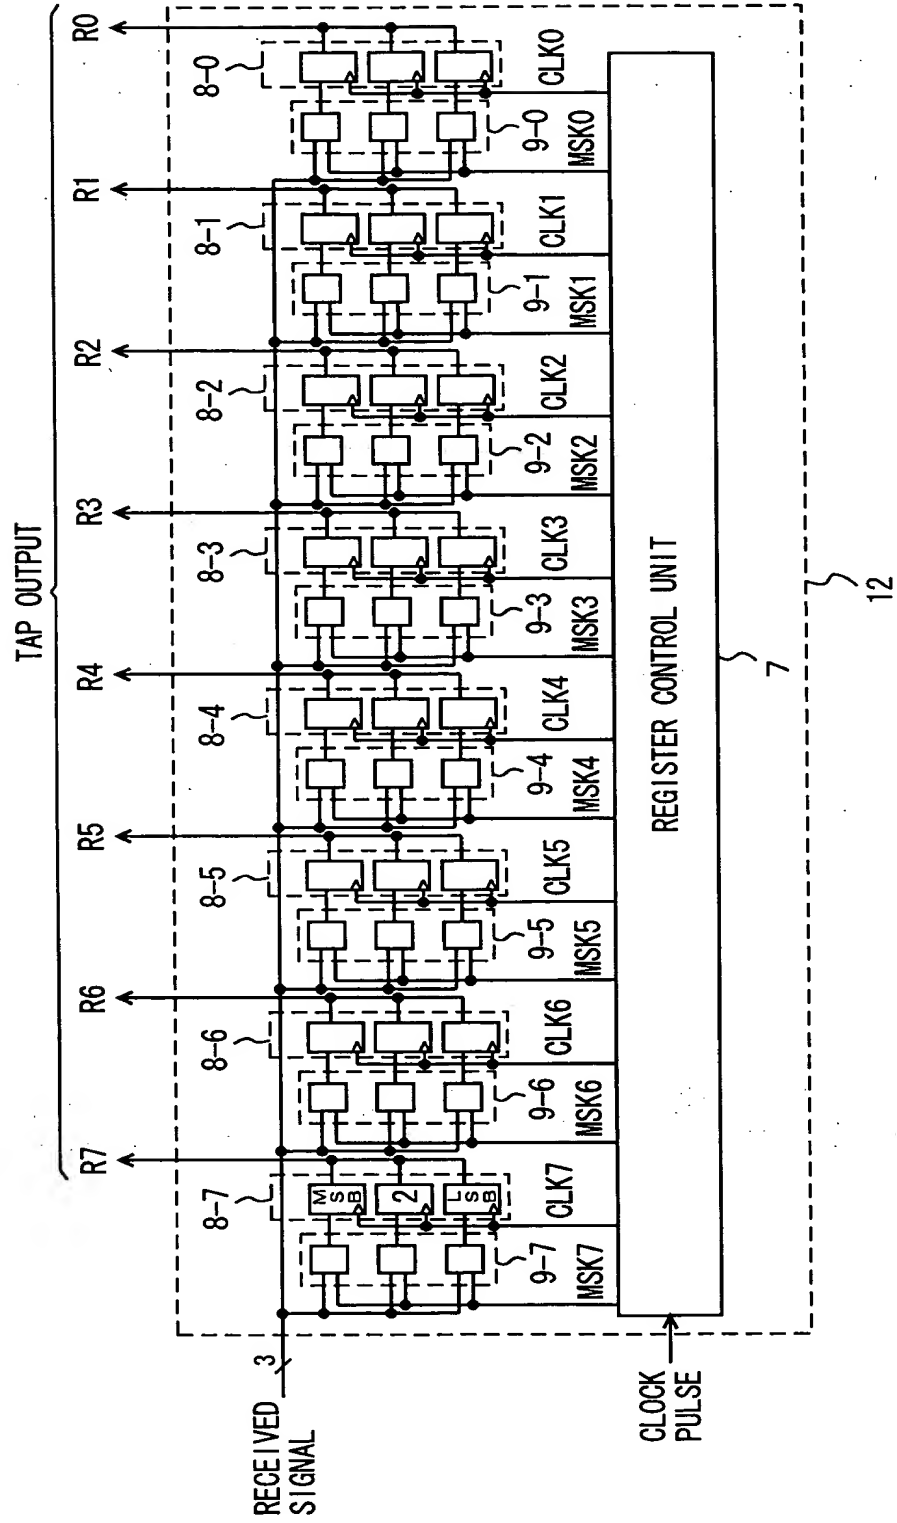 TAP OUTPUT
R7
R6
R5
R4
R3
R2
R1
R0
8-7
8-6
8-5
8-4
8-3
8-2
8-1
8-0
RECEIVED
SIGNAL
3
MSB
2
LSB
9-7
9-6
9-5
9-4
9-3
9-2
9-1
9-0
MSK7
CLK7
MSK6
CLK6
MSK5
CLK5
MSK4
CLK4
MSK3
CLK3
MSK2
CLK2
MSK1
CLK1
MSK0
CLK0
CLOCK
PULSE
REGISTER CONTROL UNIT
7
12